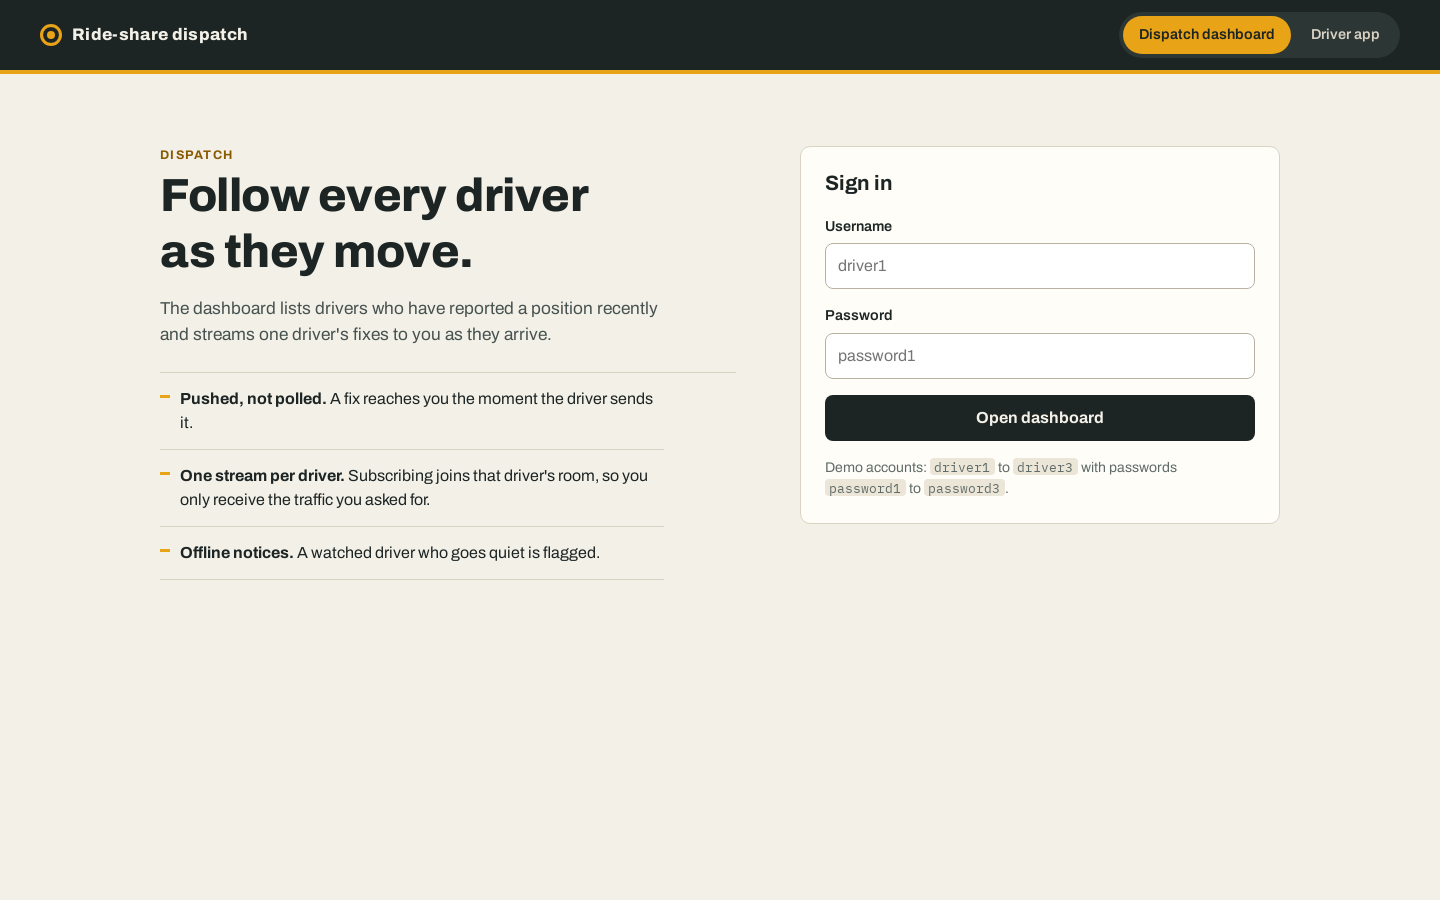 Ride-share dispatch
Dispatch dashboard
Driver app
DISPATCH
Follow every driver
as they move.
The dashboard lists drivers who have reported a position recently
and streams one driver's fixes to you as they arrive.
Pushed, not polled. A fix reaches you the moment the driver sends
it.
One stream per driver. Subscribing joins that driver's room, so you
only receive the traffic you asked for.
Offline notices. A watched driver who goes quiet is flagged.
Sign in
Username
driver1
Password
password1
Open dashboard
Demo accounts: driver1 to driver3 with passwords
password1 to password3.